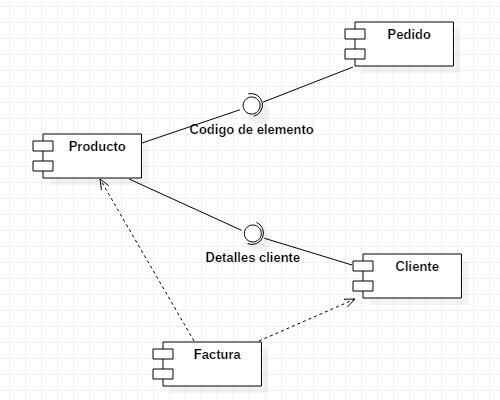 Pedido
Codigo de elemento
Producto
Detalles cliente
Cliente
Factura